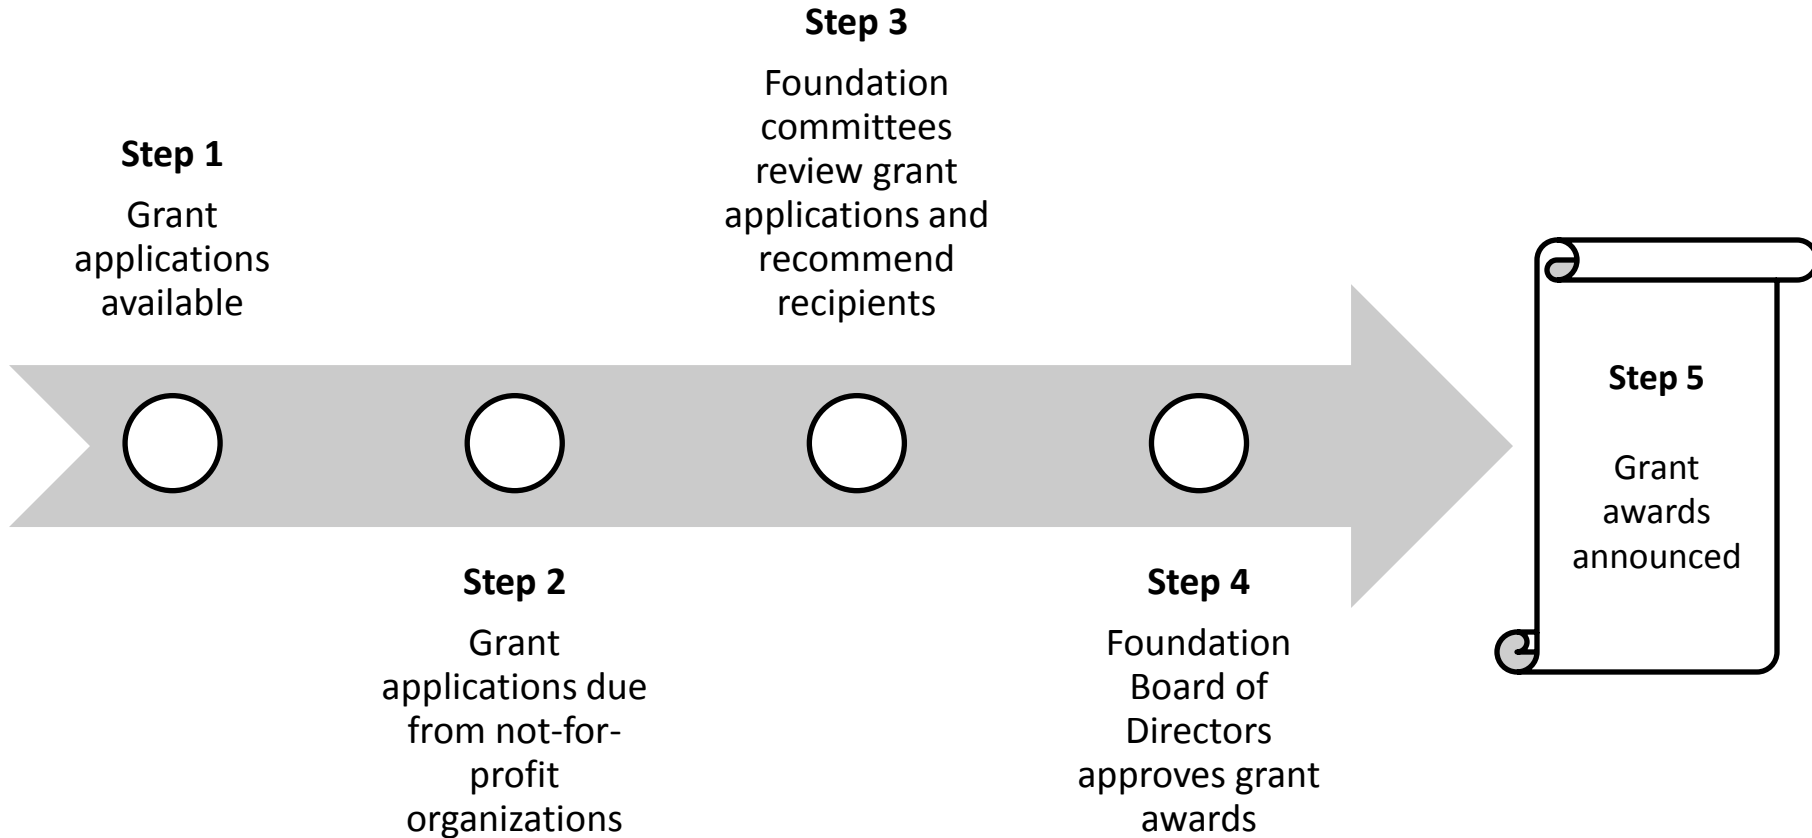 Step 1
Grant
applications
available
Step 2
Grant
applications due
from not-for-
profit
organizations
Step 3
Foundation
committees
review grant
applications and
recommend
recipients
Step 4
Foundation
Board of
Directors
approves grant
awards
Step 5
Grant
awards
announced